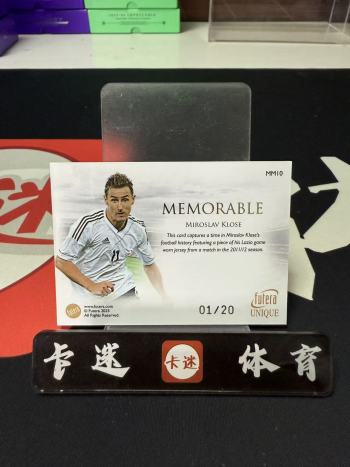 MM10
MEMORABLE
MIROSLAV KLOSE
This card captures a time in Miroslav Klose's
football history featuring a piece of his Lazio game
worn jersey from a match in the 2011/12 season.
11
www.futera.com
© Futera 2023
All Rights Reserved.
01/20
futera
UNIQUE
卡迷 卡迷 体育